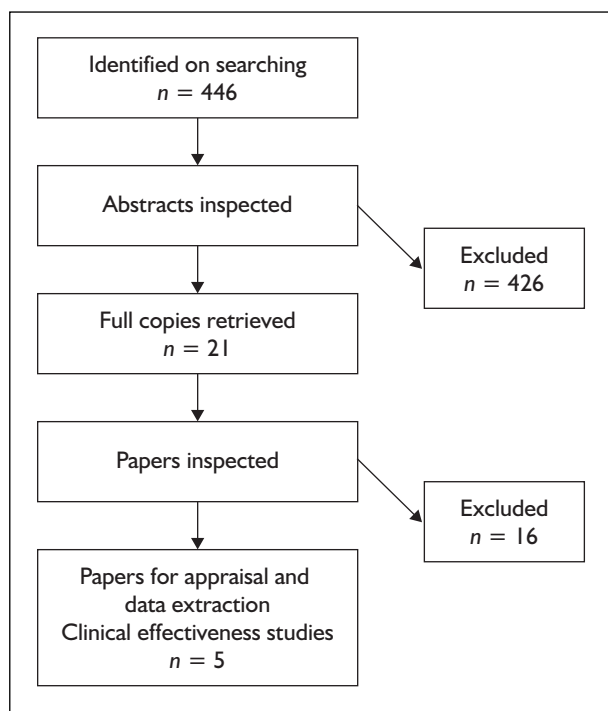 Identified on searching
n = 446
Abstracts inspected
Excluded
n = 426
Full copies retrieved
n = 21
Papers inspected
Excluded
n = 16
Papers for appraisal and
data extraction
Clinical effectiveness studies
n = 5